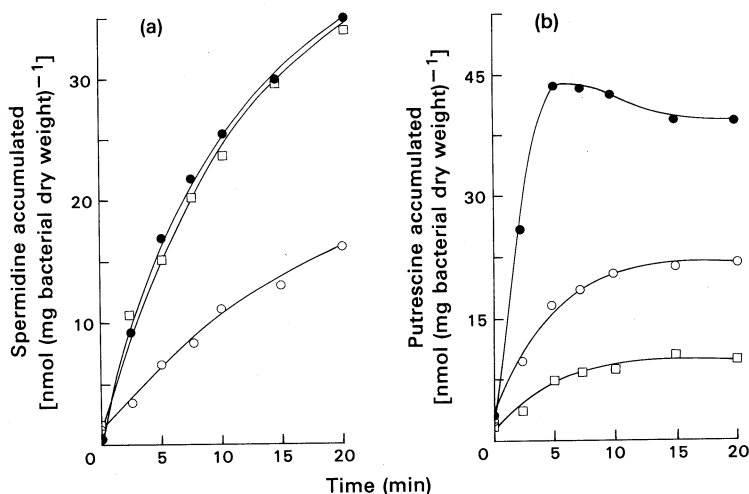 (a)
Spermidine accumulated
[nmol (mg bacterial dry weight)⁻¹]
30
20
10
0
5
10
15
20
(b)
Putrescine accumulated
[nmol (mg bacterial dry weight)⁻¹]
45
30
15
0
5
10
15
20
Time (min)